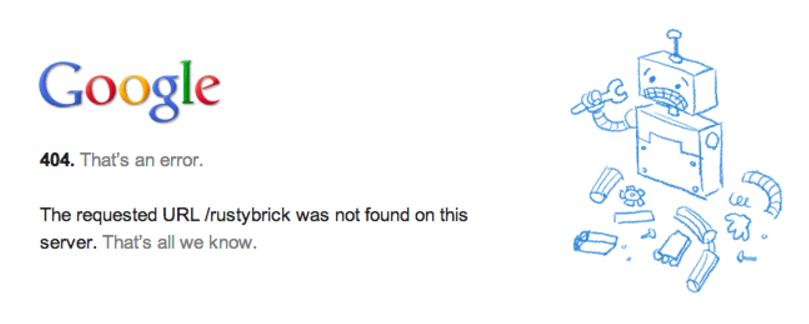 Google
404. That's an error.
The requested URL /rustybrick was not found on this
server. That's all we know.